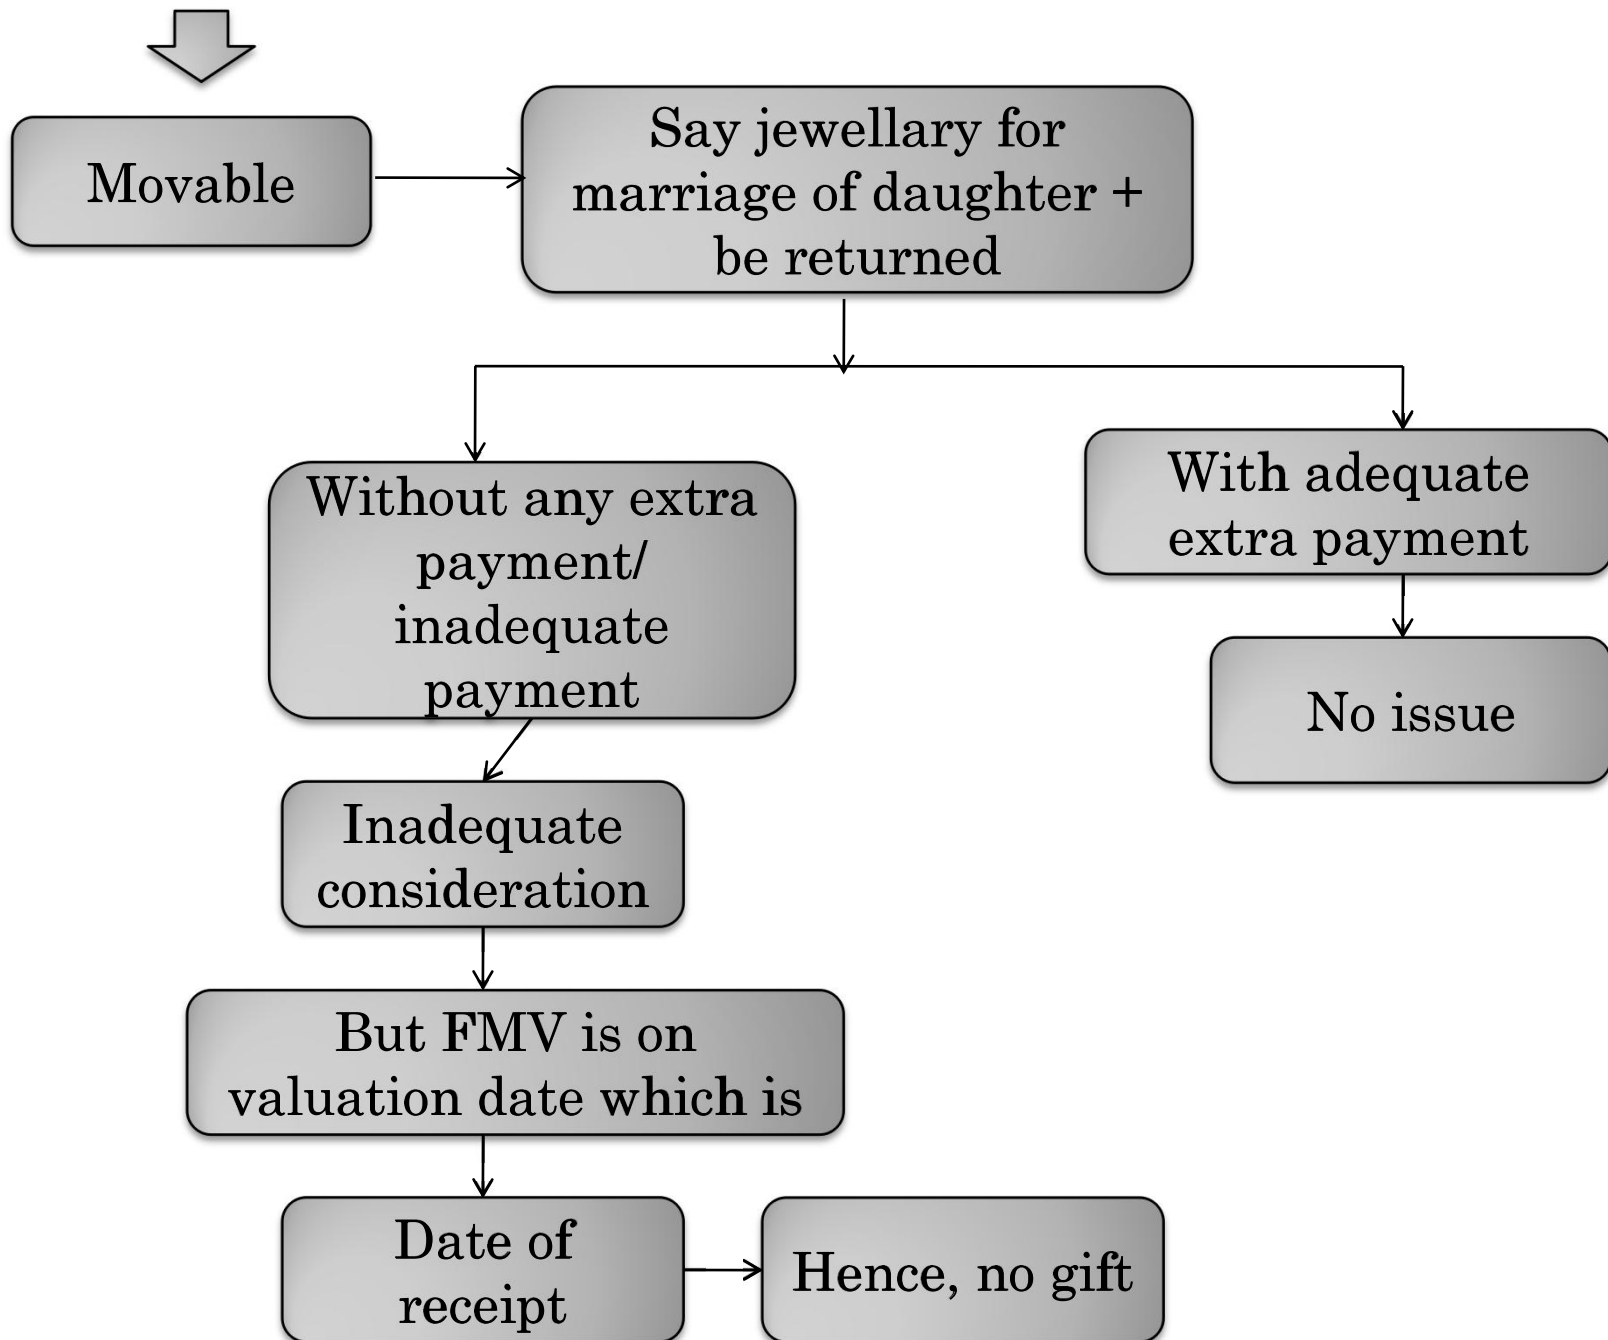 Movable
Say jewellary for
marriage of daughter +
be returned
Without any extra
payment/
inadequate
payment
With adequate
extra payment
No issue
Inadequate
consideration
But FMV is on
valuation date which is
Date of
receipt
Hence, no gift